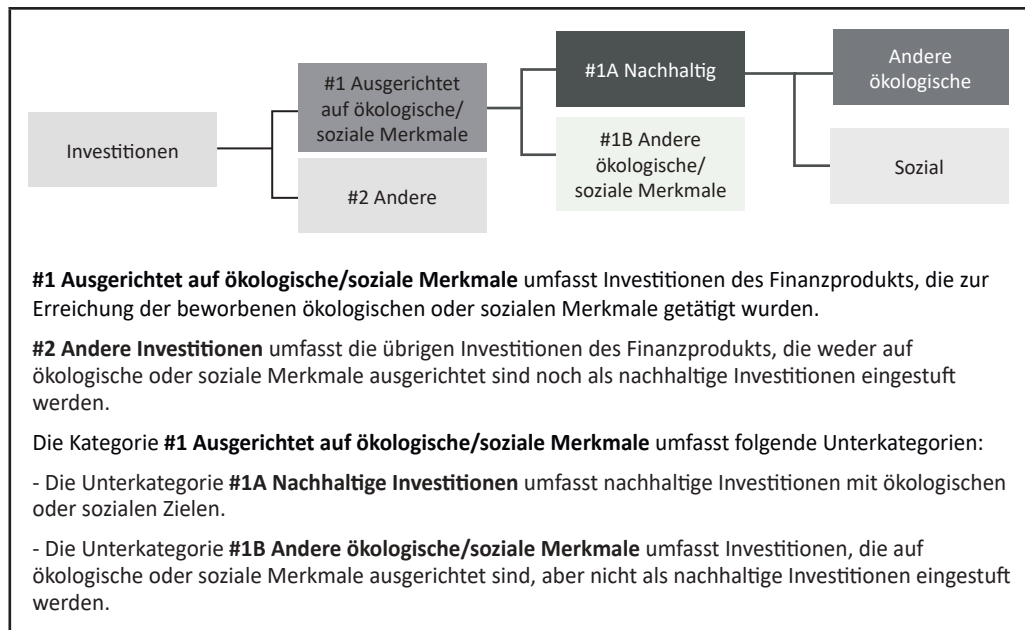 Investitionen
#1 Ausgerichtet
auf ökologische/
soziale Merkmale
#2 Andere
#1A Nachhaltig
#1B Andere
ökologische/
soziale Merkmale
Andere
ökologische
Sozial
#1 Ausgerichtet auf ökologische/soziale Merkmale umfasst Investitionen des Finanzprodukts, die zur
Erreichung der beworbenen ökologischen oder sozialen Merkmale getätigt wurden.
#2 Andere Investitionen umfasst die übrigen Investitionen des Finanzprodukts, die weder auf
ökologische oder soziale Merkmale ausgerichtet sind noch als nachhaltige Investitionen eingestuft
werden.
Die Kategorie #1 Ausgerichtet auf ökologische/soziale Merkmale umfasst folgende Unterkategorien:
- Die Unterkategorie #1A Nachhaltige Investitionen umfasst nachhaltige Investitionen mit ökologischen
oder sozialen Zielen.
- Die Unterkategorie #1B Andere ökologische/soziale Merkmale umfasst Investitionen, die auf
ökologische oder soziale Merkmale ausgerichtet sind, aber nicht als nachhaltige Investitionen eingestuft
werden.